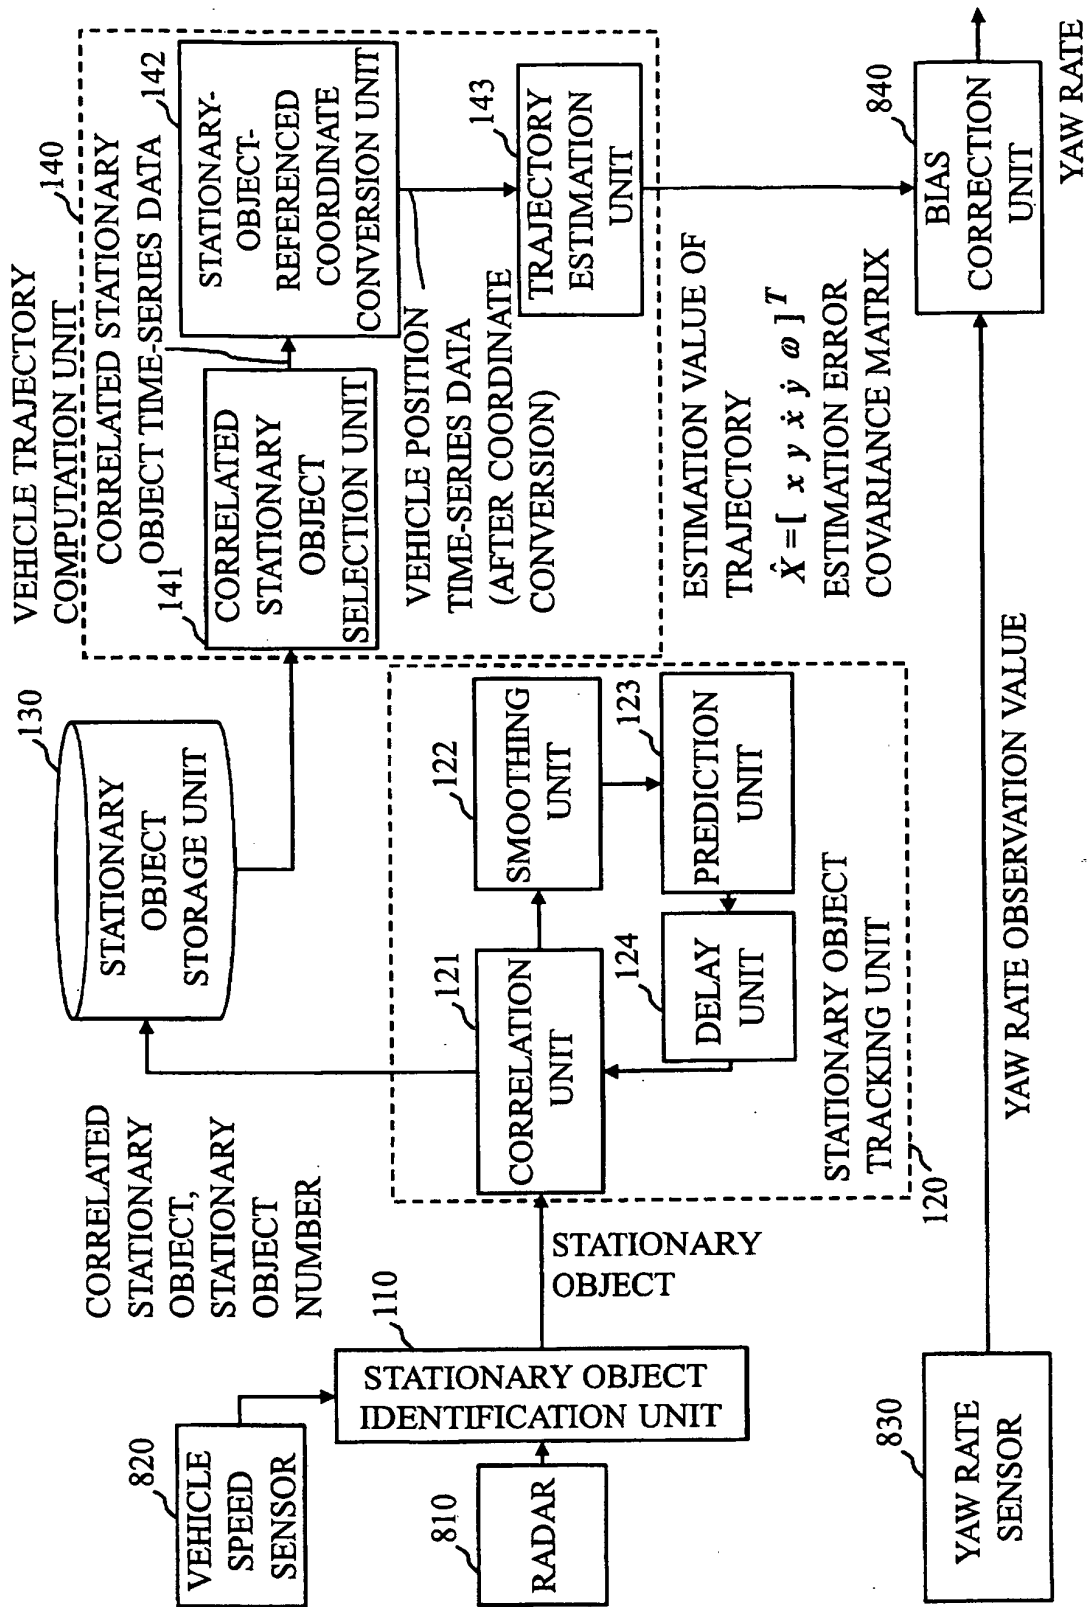 820
VEHICLE
SPEED
SENSOR
810
RADAR
110
STATIONARY OBJECT
IDENTIFICATION UNIT
STATIONARY
OBJECT
CORRELATED
STATIONARY
OBJECT,
STATIONARY
OBJECT
NUMBER
130
STATIONARY
OBJECT
STORAGE UNIT
121
CORRELATION
UNIT
122
SMOOTHING
UNIT
123
PREDICTION
UNIT
124
DELAY
UNIT
STATIONARY OBJECT
TRACKING UNIT
120
VEHICLE TRAJECTORY
COMPUTATION UNIT
140
CORRELATED STATIONARY
OBJECT TIME-SERIES DATA
141
CORRELATED
STATIONARY
OBJECT
SELECTION UNIT
142
STATIONARY-
OBJECT-
REFERENCED
COORDINATE
CONVERSION UNIT
VEHICLE POSITION
TIME-SERIES DATA
(AFTER COORDINATE
CONVERSION)
143
TRAJECTORY
ESTIMATION
UNIT
ESTIMATION VALUE OF
TRAJECTORY
X̂ = [ x y ẋ ẏ ω ]ᵀ
ESTIMATION ERROR
COVARIANCE MATRIX
830
YAW RATE
SENSOR
YAW RATE OBSERVATION VALUE
840
BIAS
CORRECTION
UNIT
YAW RATE